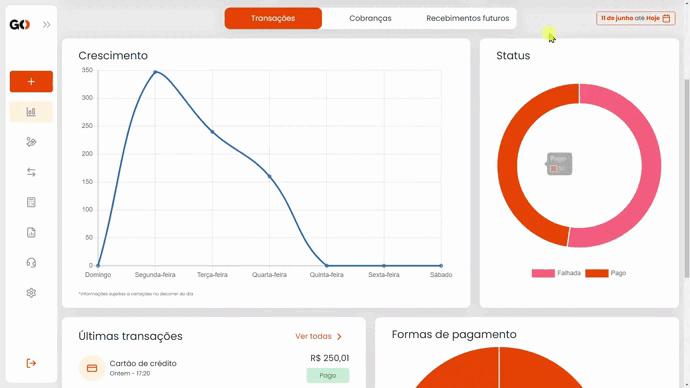 GO
Transações
Cobranças
Recebimentos futuros
11 de junho até Hoje
Crescimento
350
300
250
200
150
100
50
0
Domingo
Segunda-feira
Terça-feira
Quarta-feira
Quinta-feira
Sexta-feira
Sábado
*Informações sujeitas a variações no decorrer do dia
Status
Pago
Falhada
Pago
Últimas transações
Ver todas
Cartão de crédito
Ontem - 17:20
R$ 250,01
Pago
Formas de pagamento